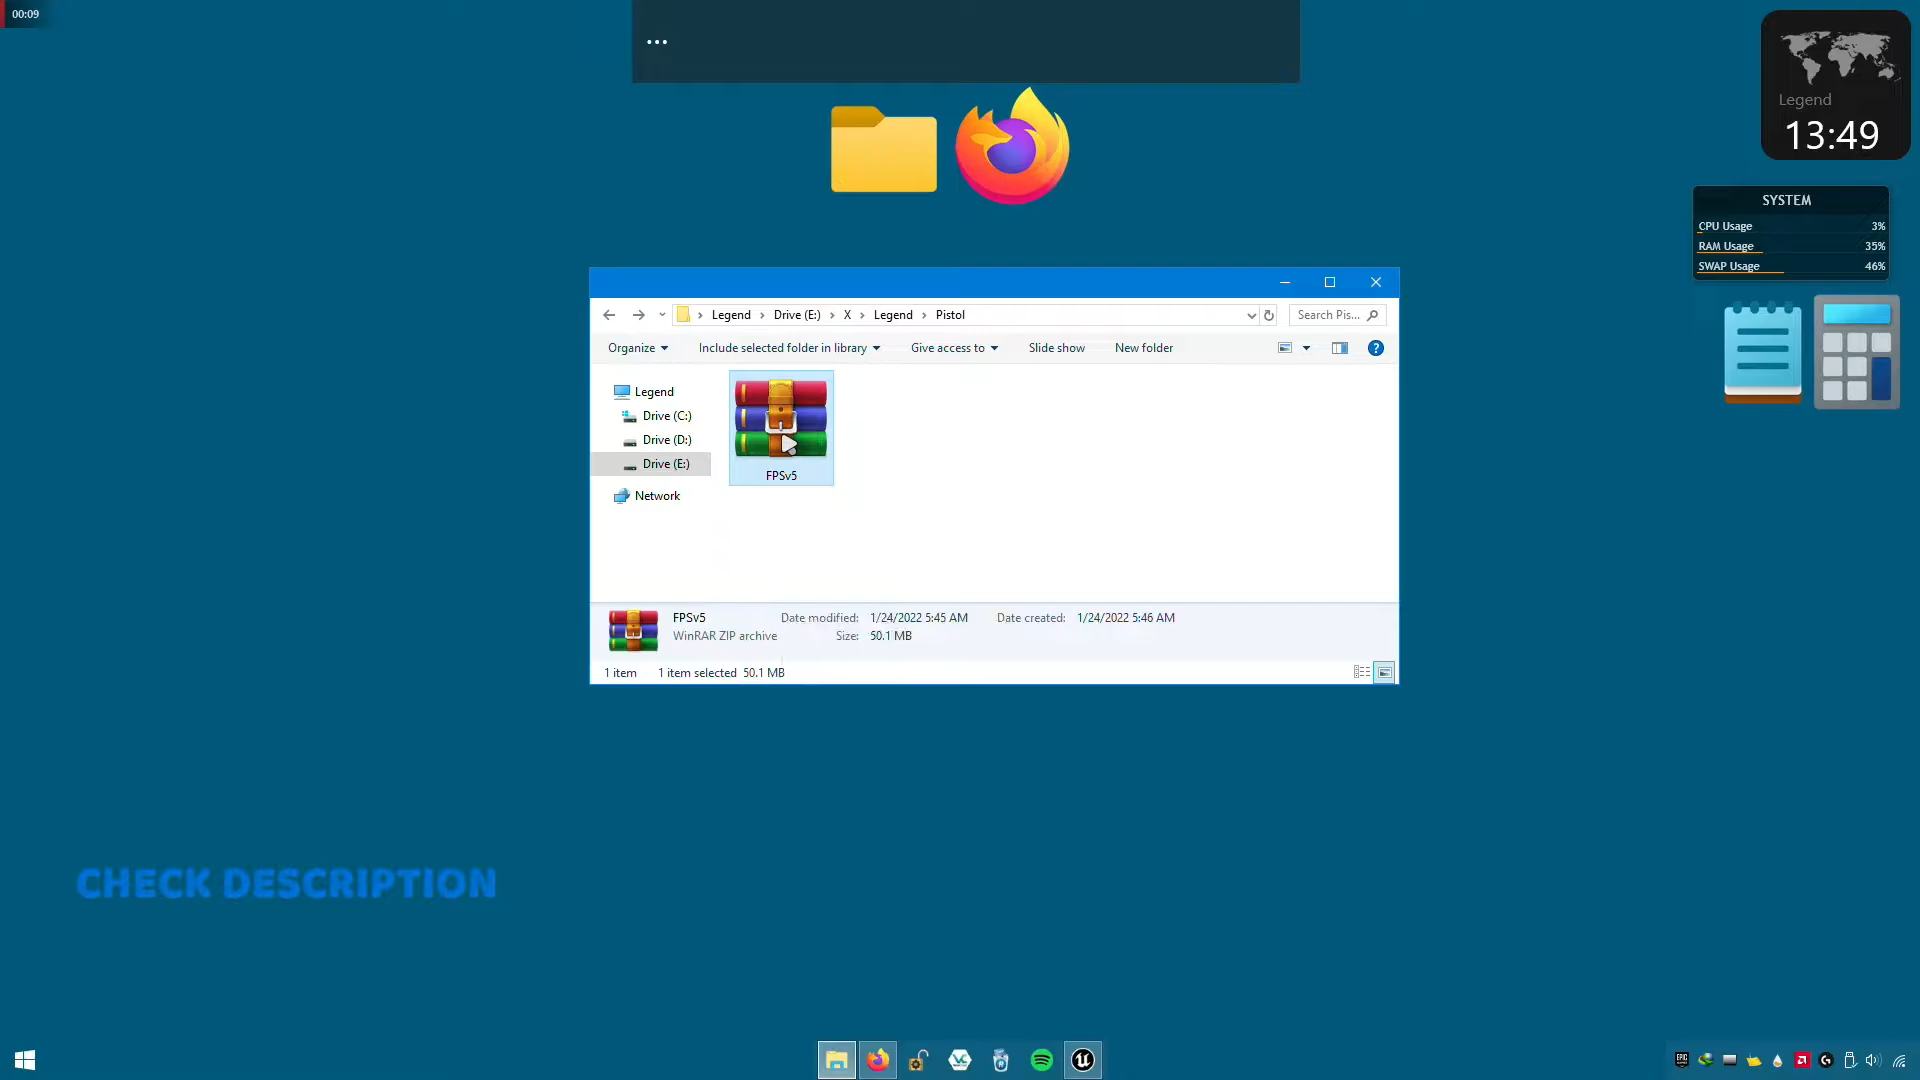 00:09
...
Legend
13:49
SYSTEM
CPU Usage 3%
RAM Usage 35%
SWAP Usage 46%
Legend Drive (E:) X Legend Pistol
Search Pis...
Organize Include selected folder in library Give access to Slide show New folder
?
Legend
Drive (C:)
Drive (D:)
Drive (E:)
Network
FPSv5
FPSv5 Date modified: 1/24/2022 5:45 AM Date created: 1/24/2022 5:46 AM
WinRAR ZIP archive Size: 50.1 MB
1 item 1 item selected 50.1 MB
CHECK DESCRIPTION